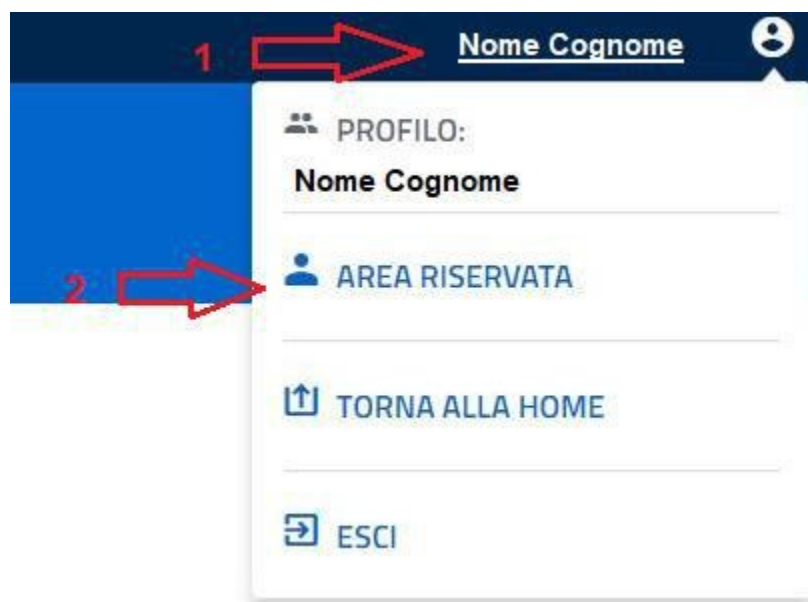 1 Nome Cognome
PROFILO:
Nome Cognome
2 AREA RISERVATA
TORNA ALLA HOME
ESCI